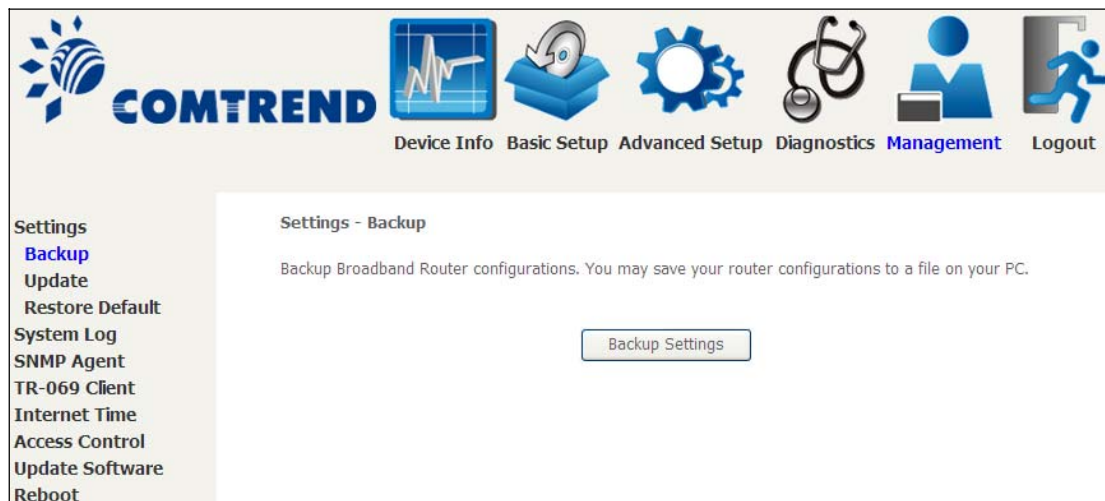 COMTREND
Device Info Basic Setup Advanced Setup Diagnostics Management Logout
Settings
Backup
Update
Restore Default
System Log
SNMP Agent
TR-069 Client
Internet Time
Access Control
Update Software
Reboot
Settings - Backup
Backup Broadband Router configurations. You may save your router configurations to a file on your PC.
Backup Settings